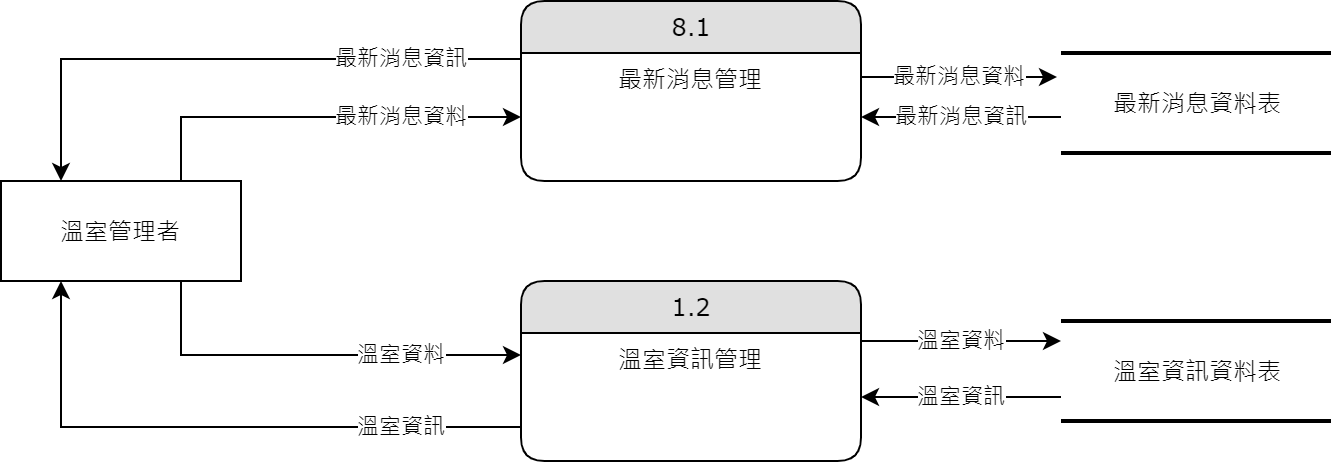 8.1
最新消息資訊
最新消息管理
最新消息資料
最新消息資料表
最新消息資料
最新消息資訊
溫室管理者
1.2
溫室資料
溫室資訊管理
溫室資料
溫室資訊資料表
溫室資訊
溫室資訊